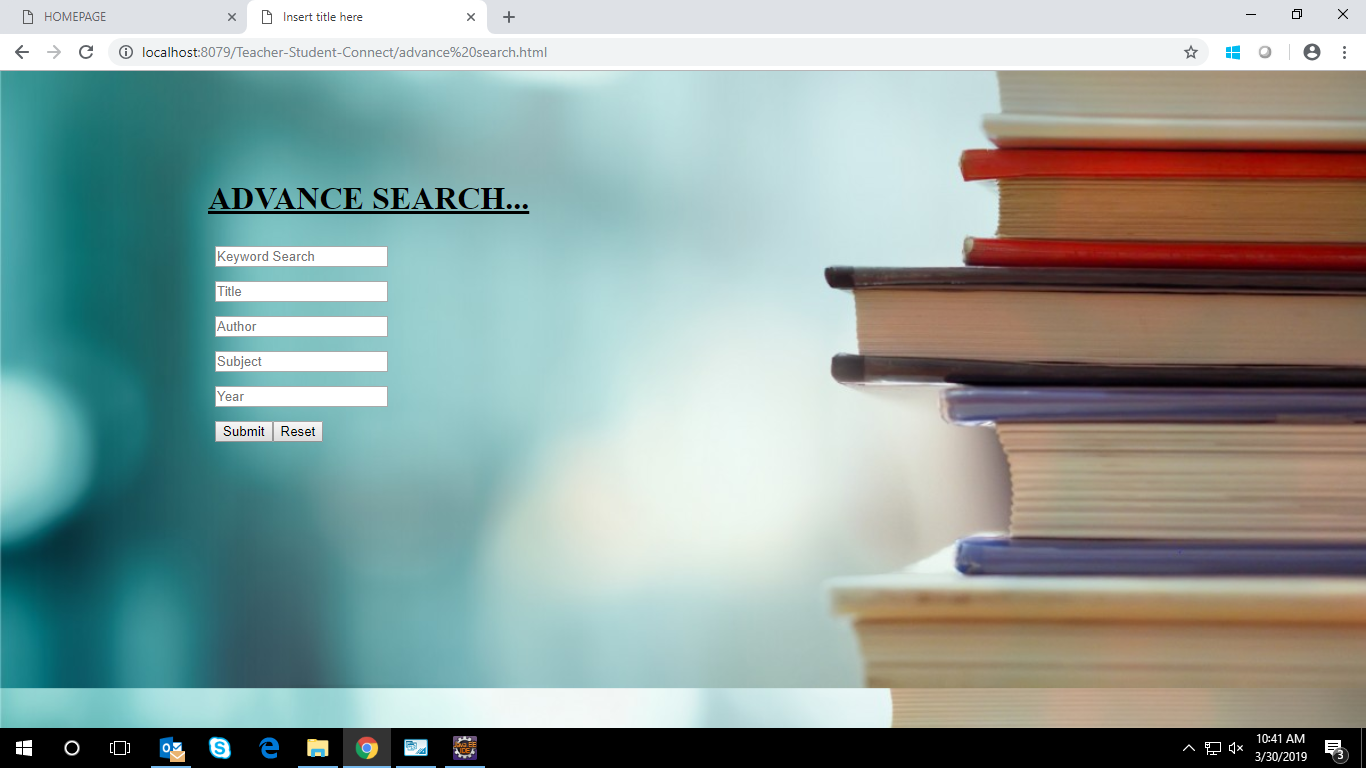 HOMEPAGE
Insert title here
localhost:8079/Teacher-Student-Connect/advance%20search.html
ADVANCE SEARCH...
Keyword Search
Title
Author
Subject
Year
Submit Reset
10:41 AM
3/30/2019
3